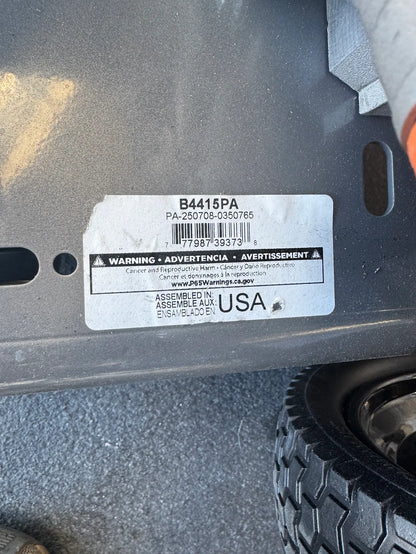 B4415PA
PA-250708-0350765
7 77987 39373 8
WARNING • ADVERTENCIA • AVERTISSEMENT
Cancer and Reproductive Harm - Cáncer y Daño Reproductivo
Cancer et dommages à la reproduction
www.P65Warnings.ca.gov
ASSEMBLED IN:
ASSEMBLÉ AUX: USA
ENSAMBLADO EN: